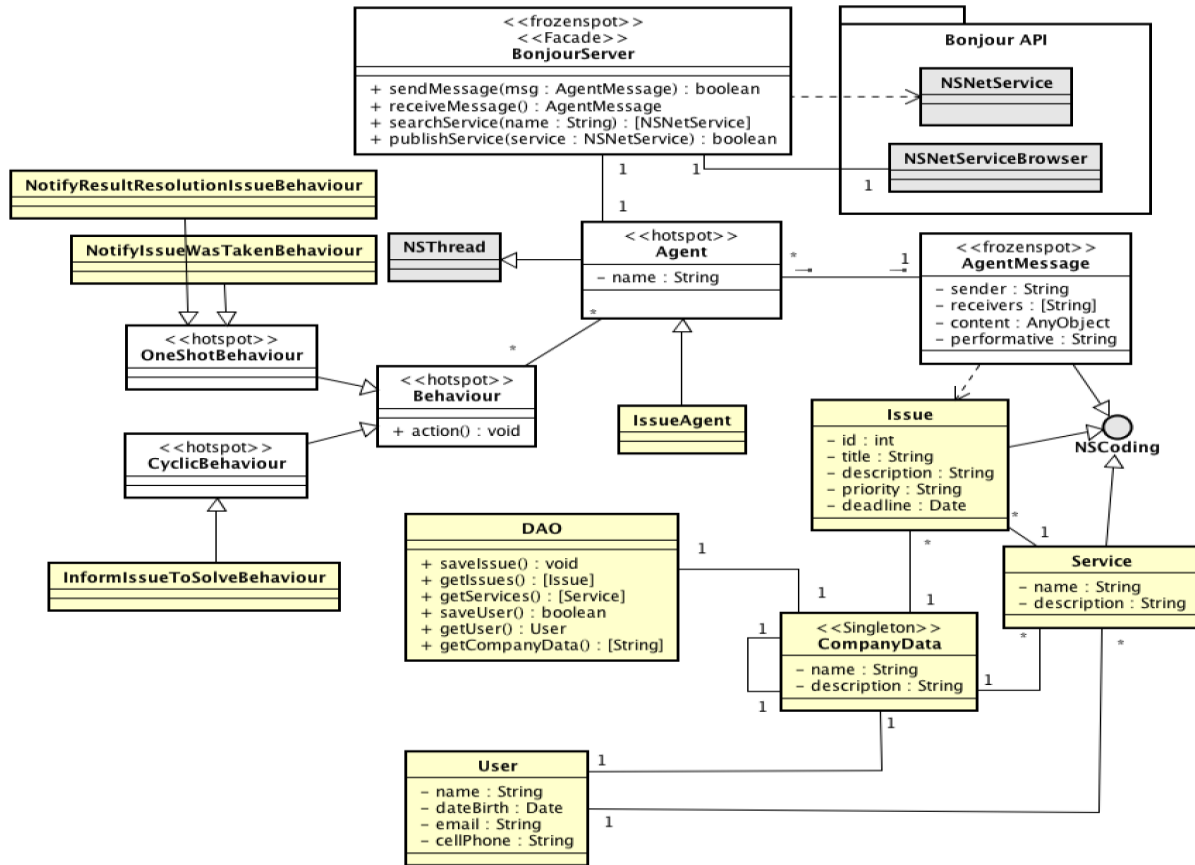 <<frozenspot>>
<<Facade>>
BonjourServer
+ sendMessage(msg : AgentMessage) : boolean
+ receiveMessage() : AgentMessage
+ searchService(name : String) : [NSNetService]
+ publishService(service : NSNetService) : boolean
Bonjour API
NSNetService
NSNetServiceBrowser
1
1
1
1
NotifyResultResolutionIssueBehaviour
NotifyIssueWasTakenBehaviour
NSThread
<<hotspot>>
Agent
- name : String
*
1
*
*
<<frozenspot>>
AgentMessage
- sender : String
- receivers : [String]
- content : AnyObject
- performative : String
<<hotspot>>
OneShotBehaviour
<<hotspot>>
Behaviour
+ action() : void
<<hotspot>>
CyclicBehaviour
IssueAgent
Issue
- id : int
- title : String
- description : String
- priority : String
- deadline : Date
NSCoding
*
1
*
1
InformIssueToSolveBehaviour
DAO
+ saveIssue() : void
+ getIssues() : [Issue]
+ getServices() : [Service]
+ saveUser() : boolean
+ getUser() : User
+ getCompanyData() : [String]
1
1
Service
- name : String
- description : String
*
*
1
1
1
<<Singleton>>
CompanyData
- name : String
- description : String
1
1
User
- name : String
- dateBirth : Date
- email : String
- cellPhone : String
1